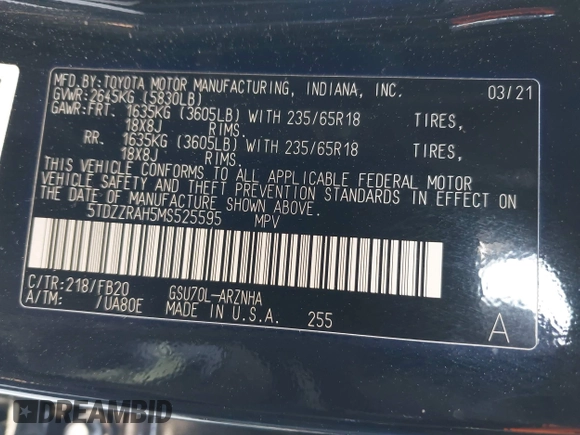 MFD.BY:TOYOTA MOTOR MANUFACTURING, INDIANA, INC. 03/21
GVWR:2645KG (5830LB)
GAWR:FRT. 1635KG (3605LB) WITH 235/65R18 TIRES,
18X8J RIMS.
RR. 1635KG (3605LB) WITH 235/65R18 TIRES,
18X8J RIMS.
THIS VEHICLE CONFORMS TO ALL APPLICABLE FEDERAL MOTOR
VEHICLE SAFETY AND THEFT PREVENTION STANDARDS IN EFFECT ON
THE DATE OF MANUFACTURE SHOWN ABOVE.
5TDZZRAH5MS525595 MPV
C/TR:218/FB20 GSU70L-ARZNHA
A/TM: /UA80E MADE IN U.S.A. 255 A
DREAMBID